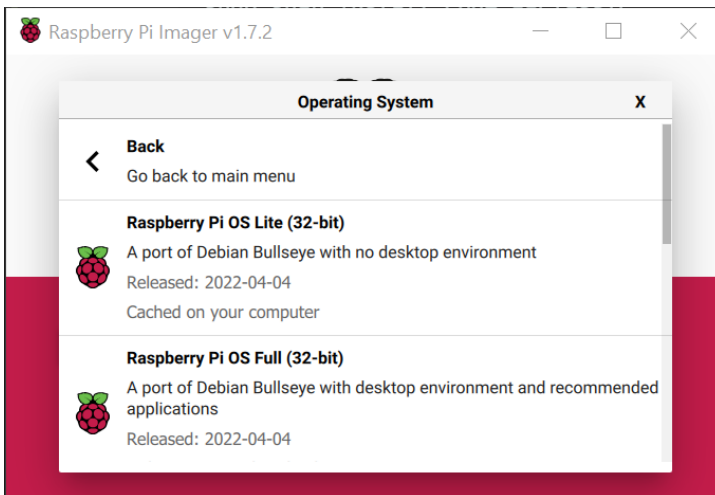 Raspberry Pi Imager v1.7.2
Operating System X
Back
Go back to main menu
Raspberry Pi OS Lite (32-bit)
A port of Debian Bullseye with no desktop environment
Released: 2022-04-04
Cached on your computer
Raspberry Pi OS Full (32-bit)
A port of Debian Bullseye with desktop environment and recommended
applications
Released: 2022-04-04